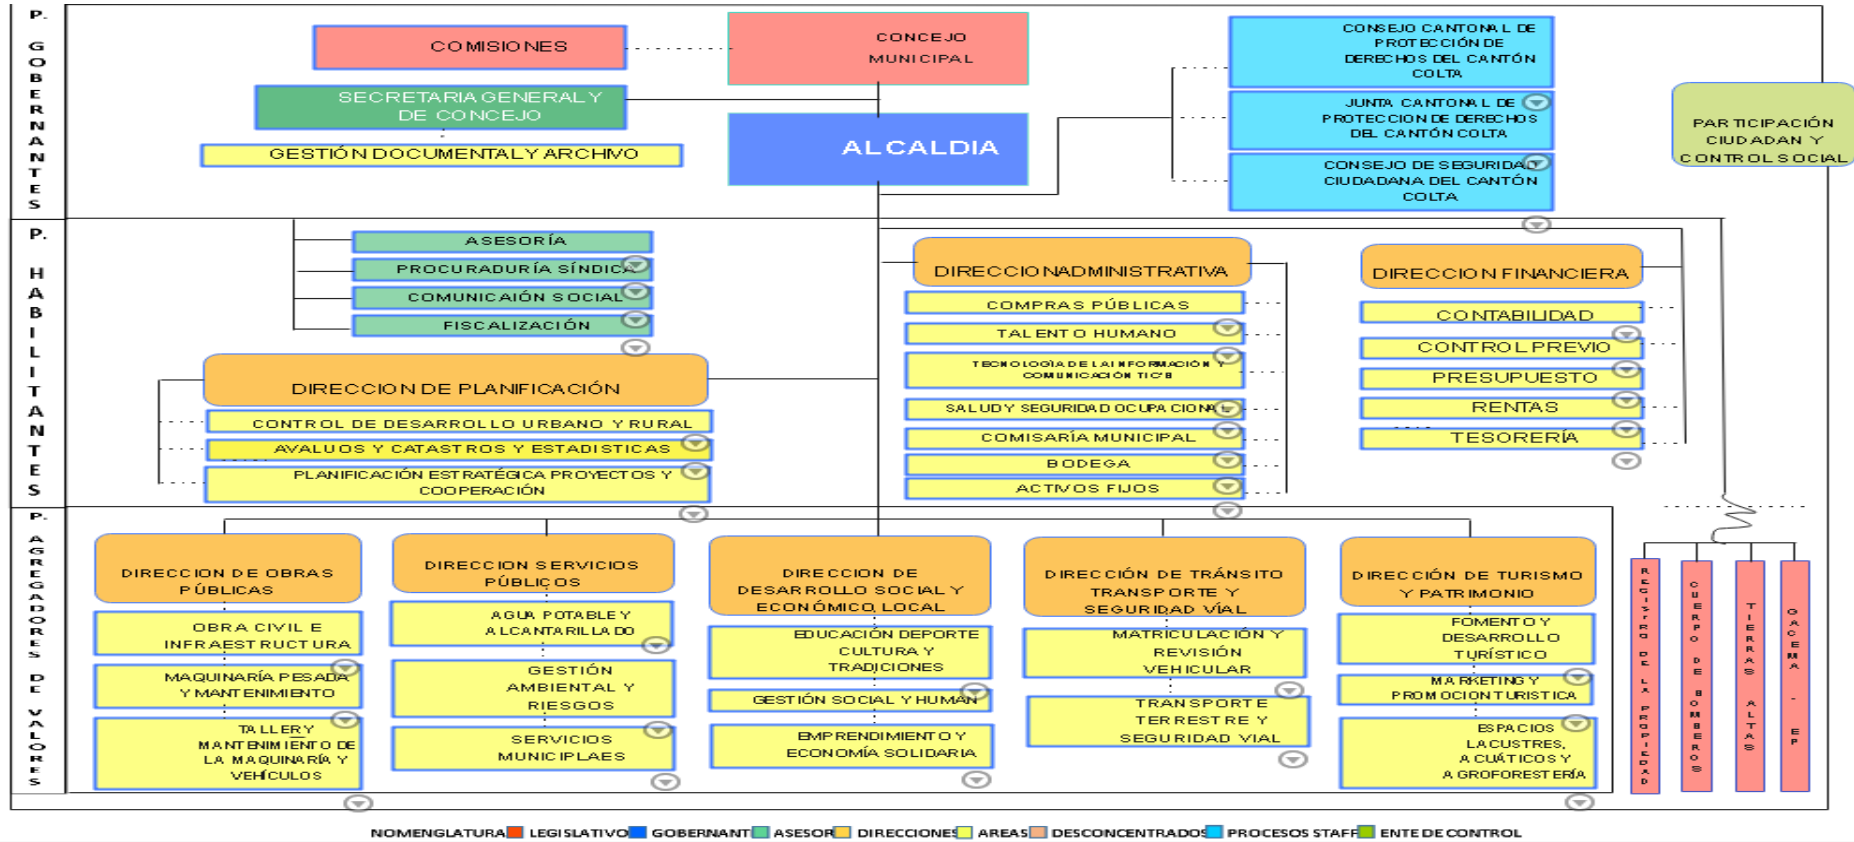 P. GOBERNANTES
COMISIONES
CONCEJO
MUNICIPAL
SECRETARIA GENERAL Y
DE CONCEJO
GESTIÓN DOCUMENTAL Y ARCHIVO
ALCALDIA
CONSEJO CANTONAL DE
PROTECCIÓN DE
DERECHOS DEL CANTÓN
COLTA
JUNTA CANTONAL DE
PROTECCION DE DERECHOS
DEL CANTÓN COLTA
CONSEJO DE SEGURIDAD
CIUDADANA DEL CANTÓN
COLTA
PARTICIPACIÓN
CIUDADAN Y
CONTROL SOCIAL
P. HABILITANTES
ASESORÍA
PROCURADURÍA SÍNDICA
COMUNICAIÓN SOCIAL
FISCALIZACIÓN
DIRECCION DE PLANIFICACIÓN
CONTROL DE DESARROLLO URBANO Y RURAL
AVALUOS Y CATASTROS Y ESTADISTICAS
PLANIFICACIÓN ESTRATÉGICA PROYECTOS Y
COOPERACIÓN
DIRECCION ADMINISTRATIVA
COMPRAS PÚBLICAS
TALENTO HUMANO
TECNOLOGÍA DE LA INFORMACIÓN Y
COMUNICACIÓN TIC'S
SALUD Y SEGURIDAD OCUPACIONAL
COMISARÍA MUNICIPAL
BODEGA
ACTIVOS FIJOS
DIRECCION FINANCIERA
CONTABILIDAD
CONTROL PREVIO
PRESUPUESTO
RENTAS
TESORERÍA
P. AGREGADORES DE VALORES
DIRECCION DE OBRAS
PÚBLICAS
OBRA CIVIL E
INFRAESTRUCTURA
MAQUINARÍA PESADA
Y MANTENIMIENTO
TALLER Y
MANTENIMIENTO DE
LA MAQUINARÍA Y
VEHÍCULOS
DIRECCION SERVICIOS
PÚBLICOS
AGUA POTABLE Y
ALCANTARILLADO
GESTIÓN
AMBIENTAL Y
RIESGOS
SERVICIOS
MUNICIPLAES
DIRECCION DE
DESARROLLO SOCIAL Y
ECONÓMICO LOCAL
EDUCACIÓN DEPORTE
CULTURA Y
TRADICIONES
GESTIÓN SOCIAL Y HUMAN
EMPRENDIMIENTO Y
ECONOMÍA SOLIDARIA
DIRECCIÓN DE TRÁNSITO
TRANSPORTE Y
SEGURIDAD VÍAL
MATRICULACIÓN Y
REVISIÓN
VEHICULAR
TRANSPORTE
TERRESTRE Y
SEGURIDAD VIAL
DIRECCIÓN DE TURISMO
Y PATRIMONIO
FOMENTO Y
DESARROLLO
TURÍSTICO
MARKETING Y
PROMOCION TURISTICA
ESPACIOS
LACUSTRES,
ACUÁTICOS Y
AGROFORESTERÍA
REGISTRO DE LA PROPIEDAD
CUERPO DE BOMBEROS
TIERRAS ALTAS
GACEMA - EP
NOMENGLATURA LEGISLATIVO GOBERNANT ASESOR DIRECCIONES AREAS DESCONCENTRADOS PROCESOS STAFF ENTE DE CONTROL